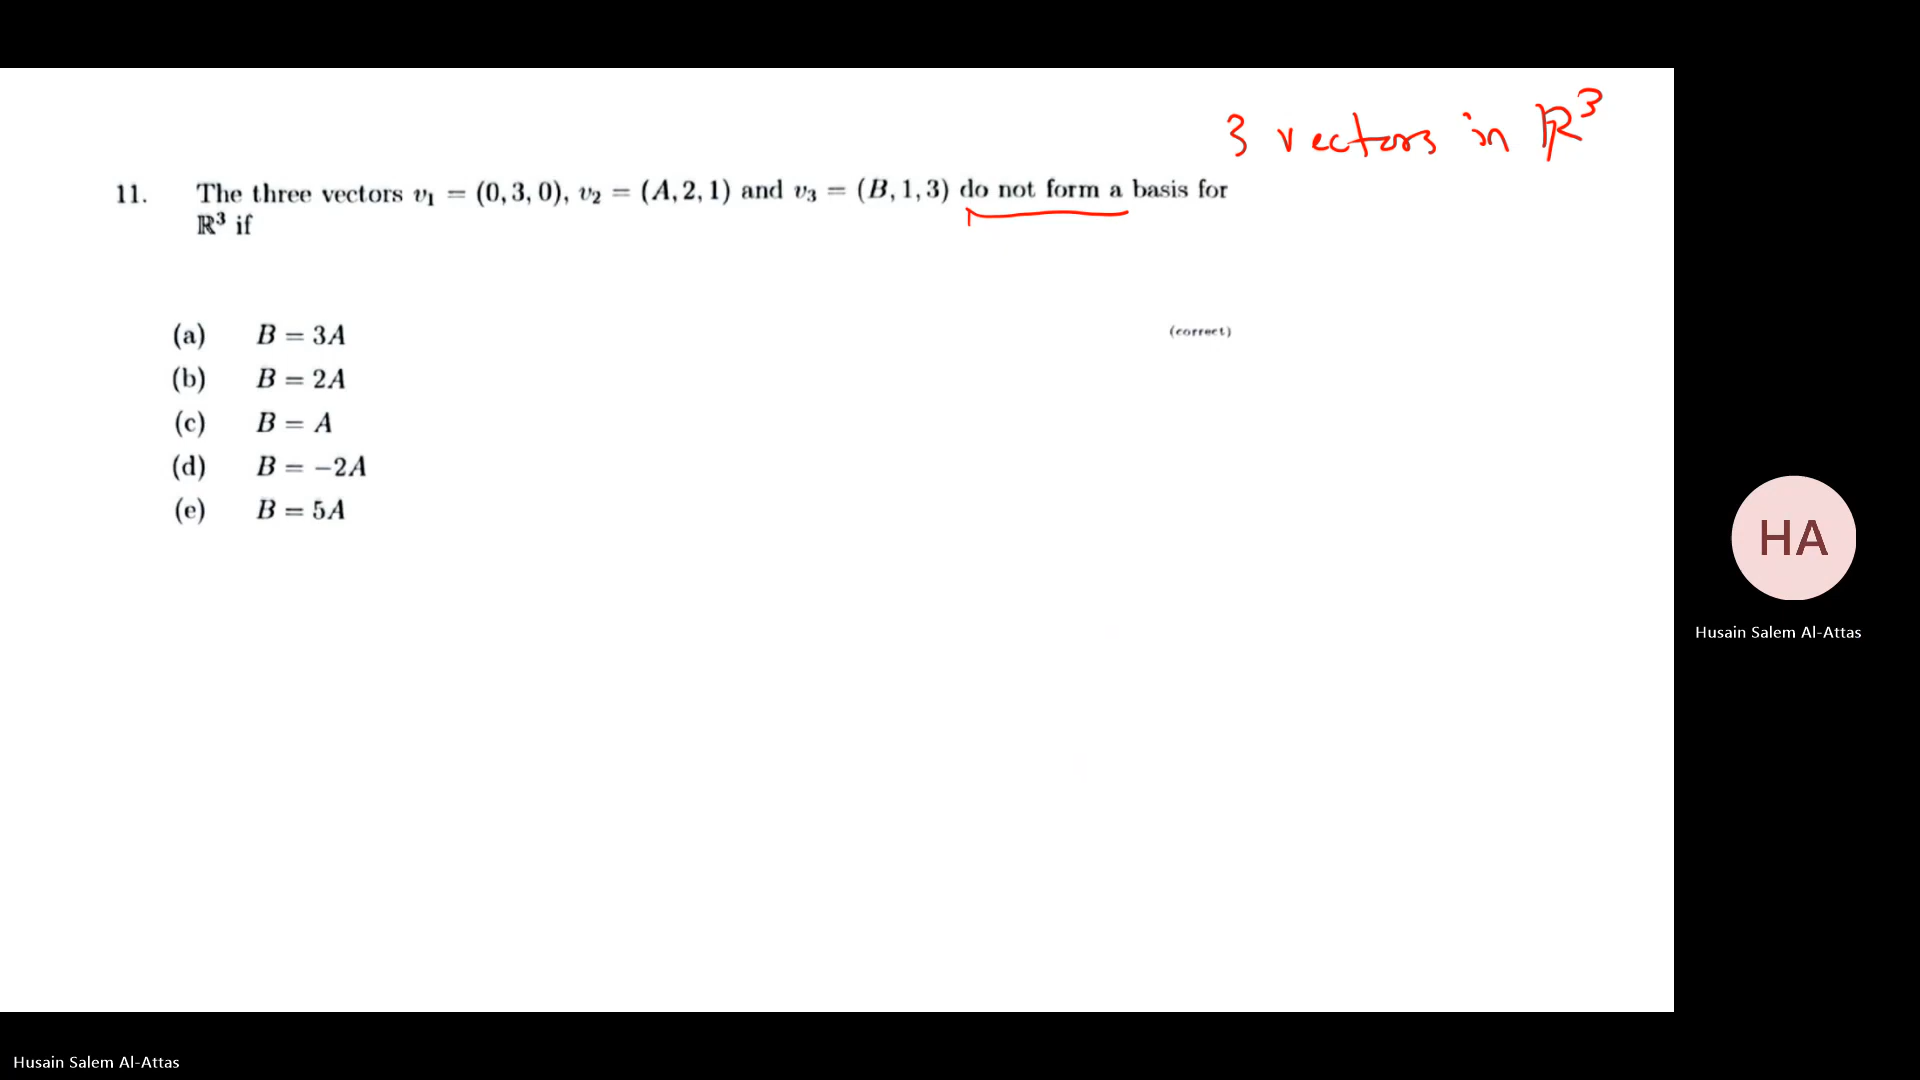 3 vectors in ℝ³
11. The three vectors v₁ = (0, 3, 0), v₂ = (A, 2, 1) and v₃ = (B, 1, 3) do not form a basis for
ℝ³ if
(a) B = 3A (correct)
(b) B = 2A
(c) B = A
(d) B = −2A
(e) B = 5A
HA
Husain Salem Al-Attas
Husain Salem Al-Attas